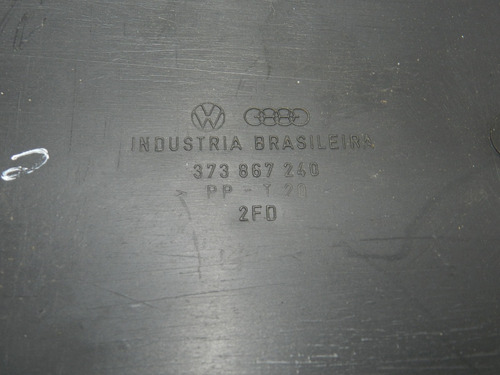 INDUSTRIA BRASILEIRA
373 867 240
PP - T 20
2FD